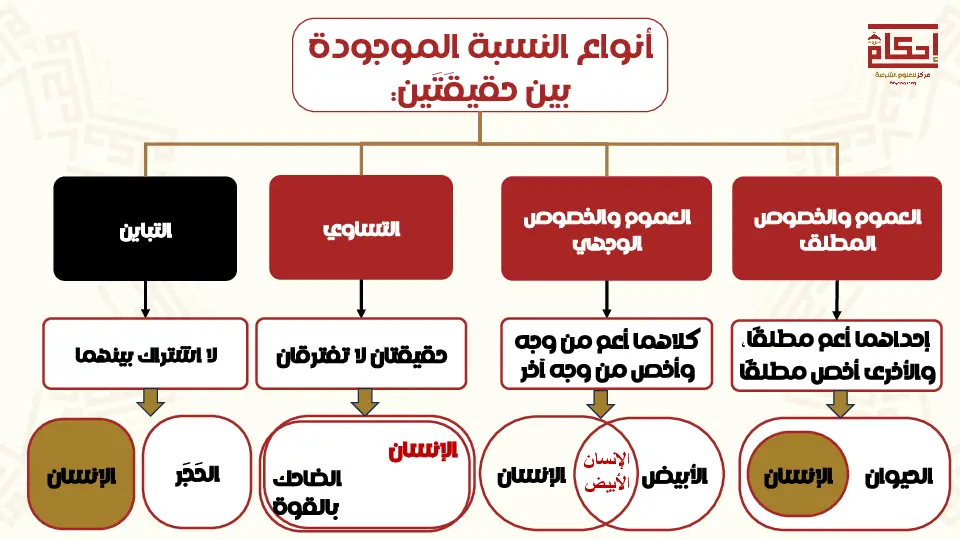 أنواع النسبة الموجودة
بين حقيقَتَين:
إحكام
مركز للعلوم الشرعية
العموم والخصوص
المطلق
العموم والخصوص
الوجهي
التساوي
التباين
إحداهما أعم مطلقًا،
والأخرى أخص مطلقًا
كلاهما أعم من وجه
وأخص من وجه آخر
حقيقتان لا تفترقان
لا اشتراك بينهما
الحيوان
الإنسان
الأبيض
الإنسان
الأبيض
الإنسان
الإنسان
الضاحك
بالقوة
الحَجَر
الإنسان